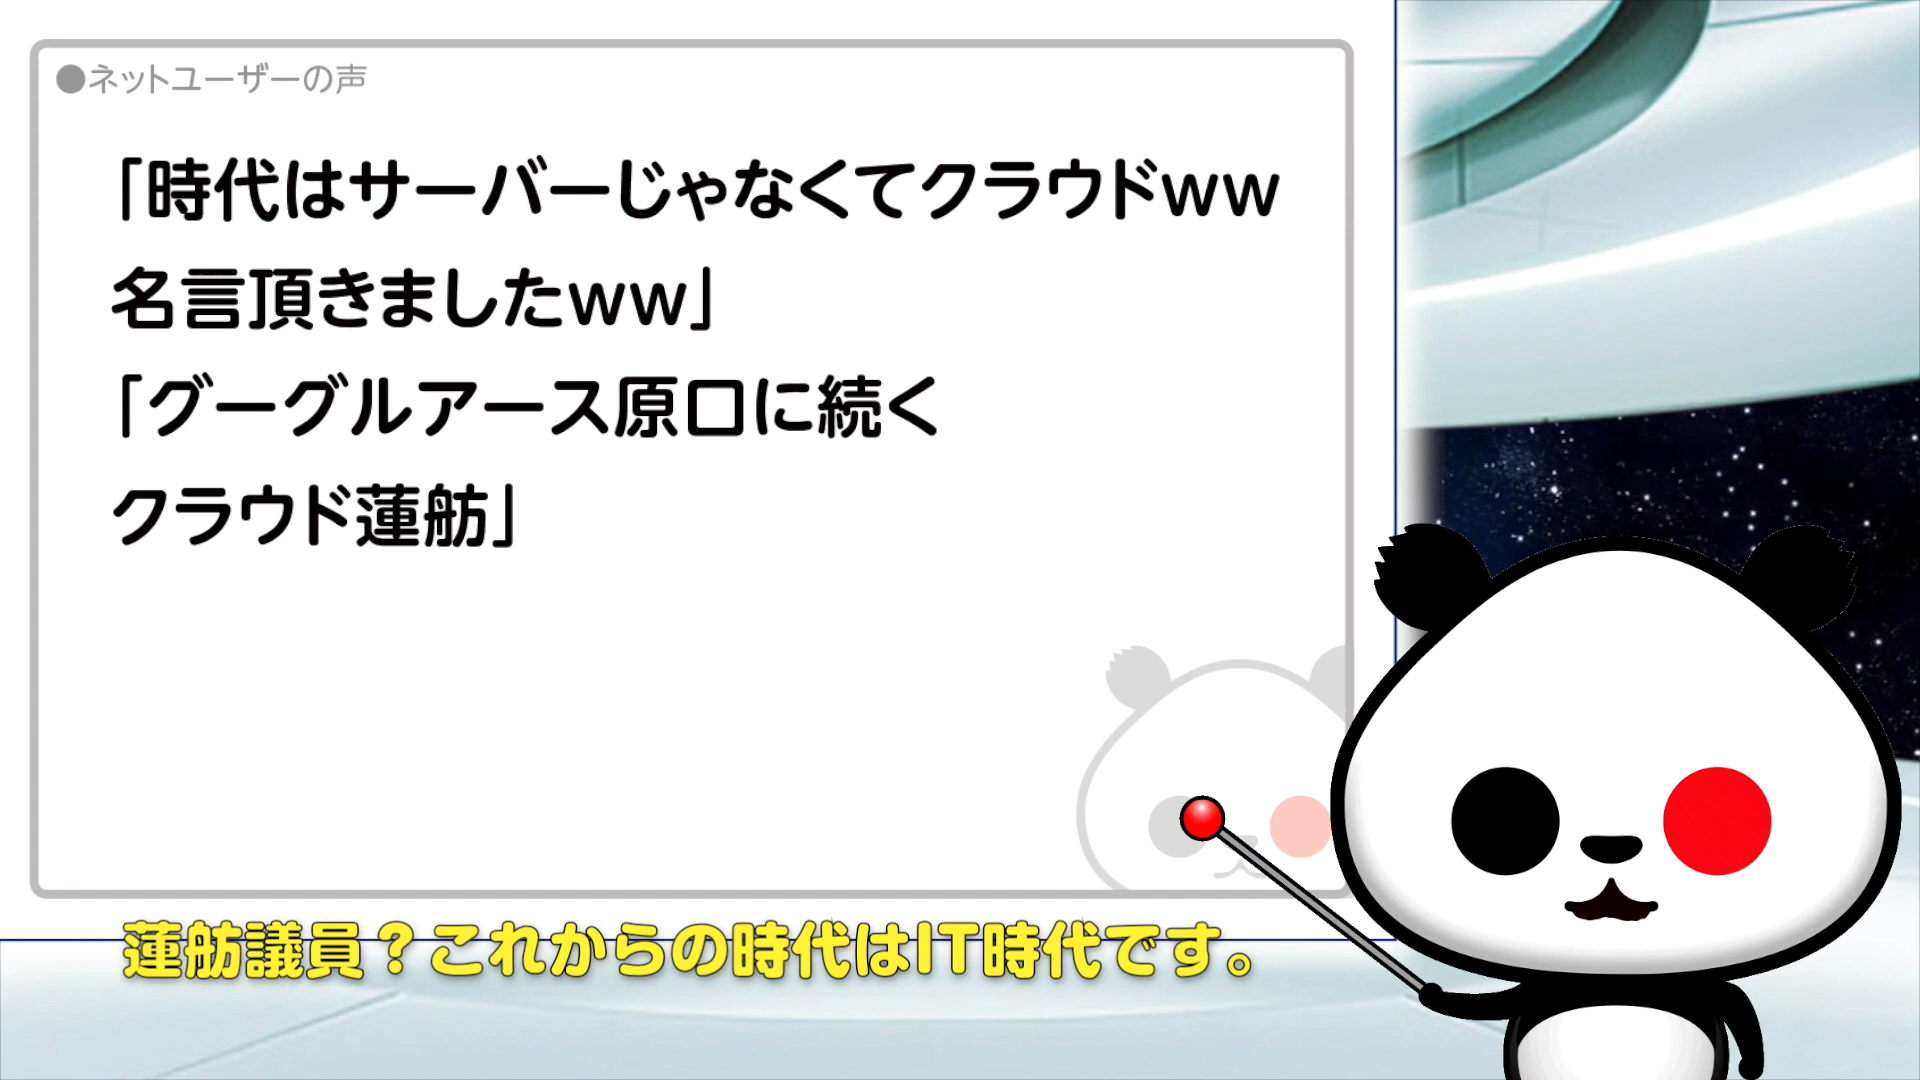 ●ネットユーザーの声
「時代はサーバーじゃなくてクラウドww
名言頂きましたww」
「グーグルアース原口に続く
クラウド蓮舫」
蓮舫議員？これからの時代はIT時代です。